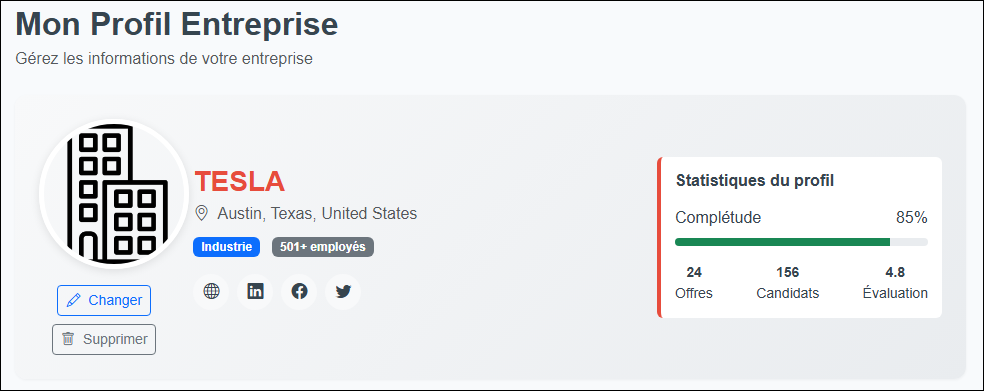 Mon Profil Entreprise
Gérez les informations de votre entreprise
TESLA
Austin, Texas, United States
Industrie 501+ employés
Changer
Supprimer
Statistiques du profil
Complétude 85%
24 156 4.8
Offres Candidats Évaluation